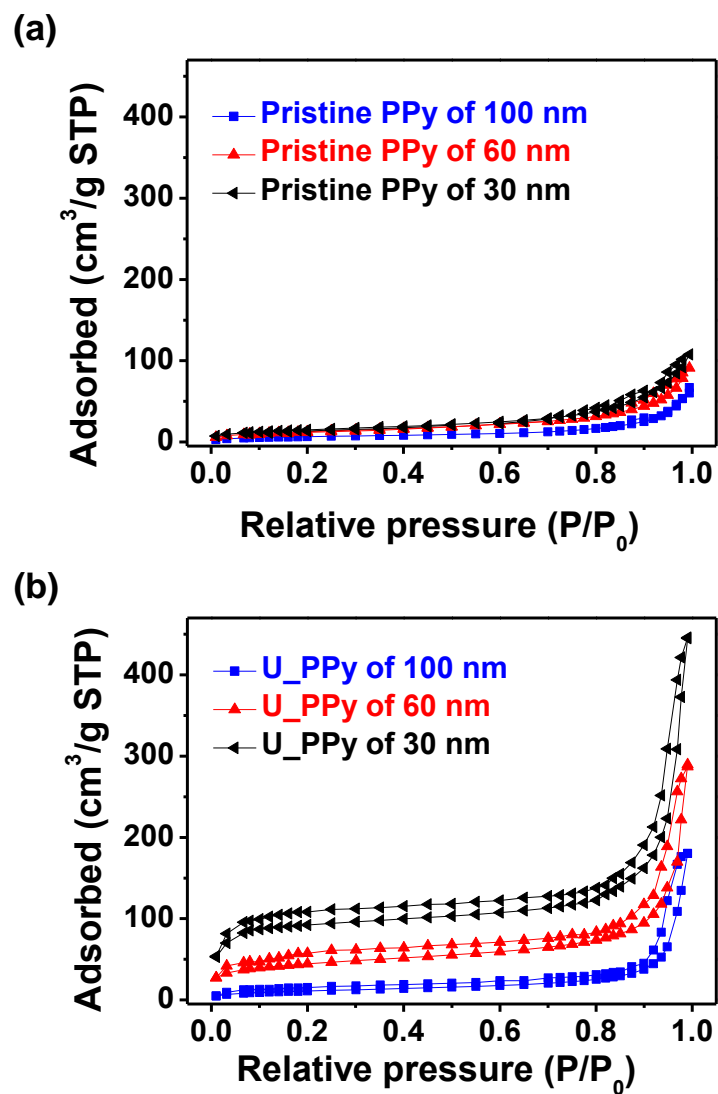 (a)
400
300
200
100
0
Adsorbed (cm³/g STP)
Pristine PPy of 100 nm
Pristine PPy of 60 nm
Pristine PPy of 30 nm
0.0 0.2 0.4 0.6 0.8 1.0
Relative pressure (P/P₀)
(b)
400
300
200
100
0
Adsorbed (cm³/g STP)
U_PPy of 100 nm
U_PPy of 60 nm
U_PPy of 30 nm
0.0 0.2 0.4 0.6 0.8 1.0
Relative pressure (P/P₀)